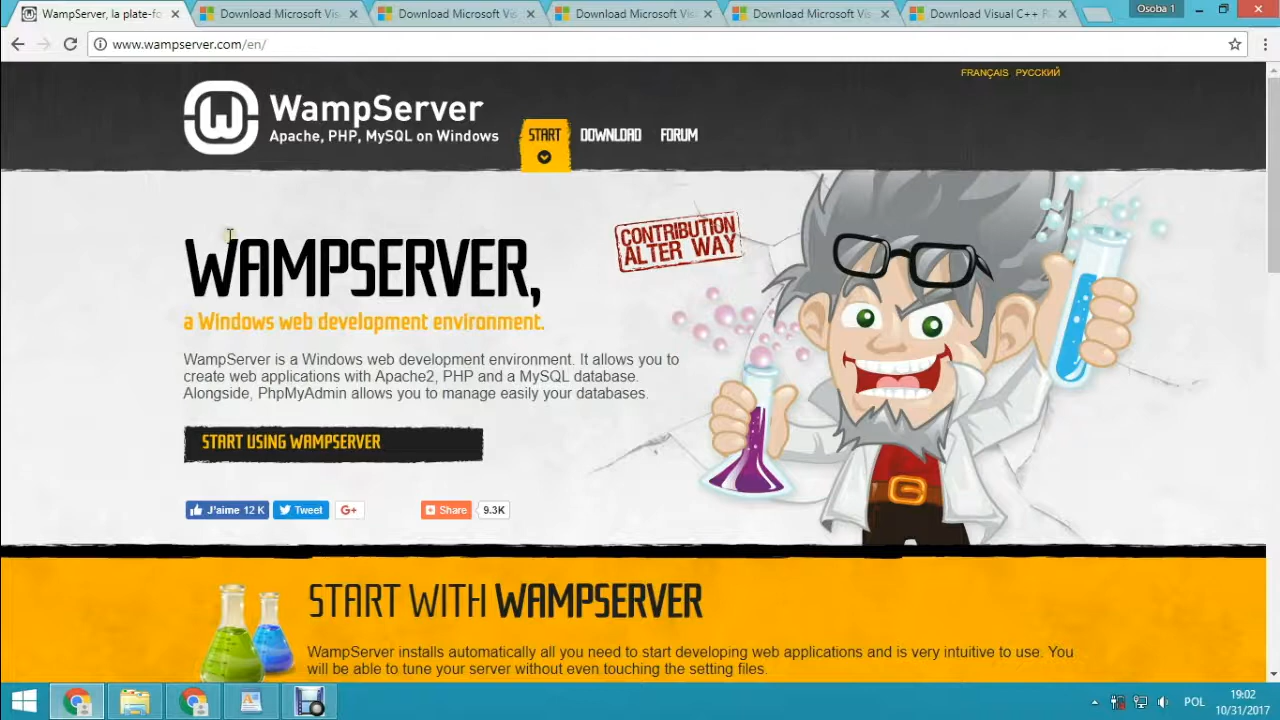 WampServer, la plate-fo
Download Microsoft Vis
Download Microsoft Vis
Download Microsoft Vis
Download Microsoft Vis
Download Visual C++ R
Osoba 1
www.wampserver.com/en/
FRANÇAIS РУССКИЙ
WampServer
Apache, PHP, MySQL on Windows
START DOWNLOAD FORUM
CONTRIBUTION
ALTER WAY
WAMPSERVER,
a Windows web development environment.
WampServer is a Windows web development environment. It allows you to
create web applications with Apache2, PHP and a MySQL database.
Alongside, PhpMyAdmin allows you to manage easily your databases.
START USING WAMPSERVER
J'aime 12 K Tweet G+ Share 9.3K
START WITH WAMPSERVER
WampServer installs automatically all you need to start developing web applications and is very intuitive to use. You
will be able to tune your server without even touching the setting files.
POL
19:02
10/31/2017